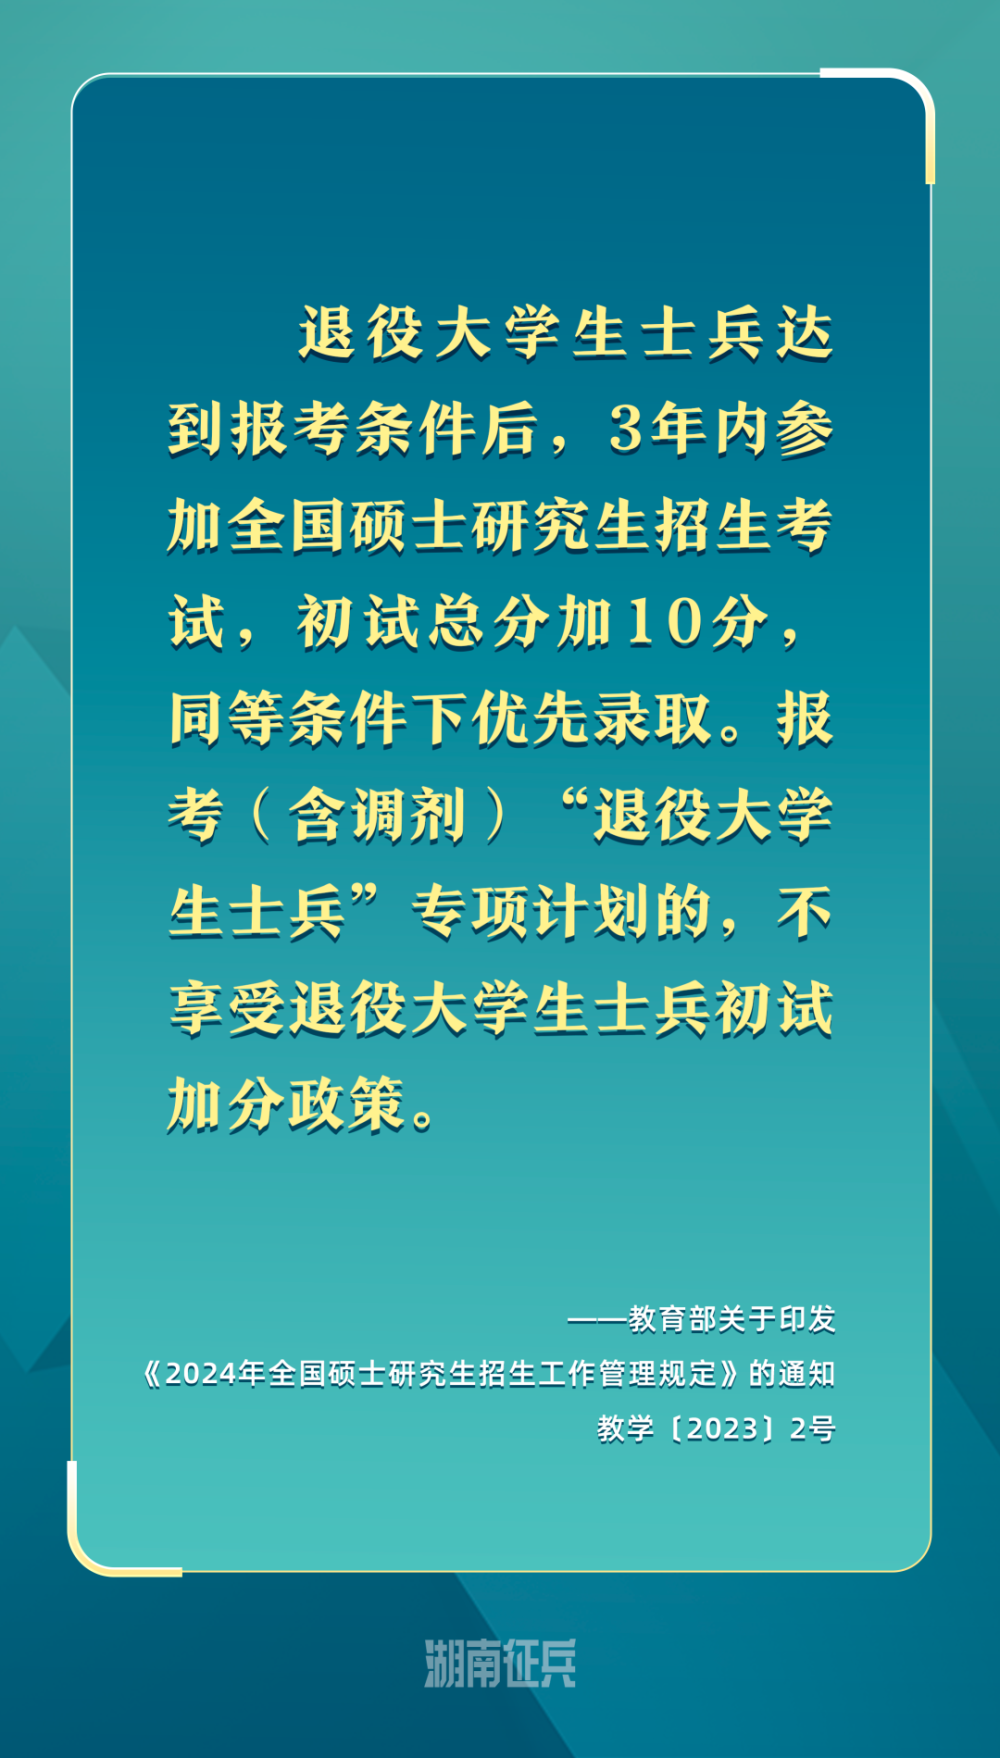 退役大学生士兵达
到报考条件后，3年内参
加全国硕士研究生招生考
试，初试总分加10分，
同等条件下优先录取。报
考（含调剂）“退役大学
生士兵”专项计划的，不
享受退役大学生士兵初试
加分政策。
——教育部关于印发
《2024年全国硕士研究生招生工作管理规定》的通知
教学〔2023〕2号
湖南征兵